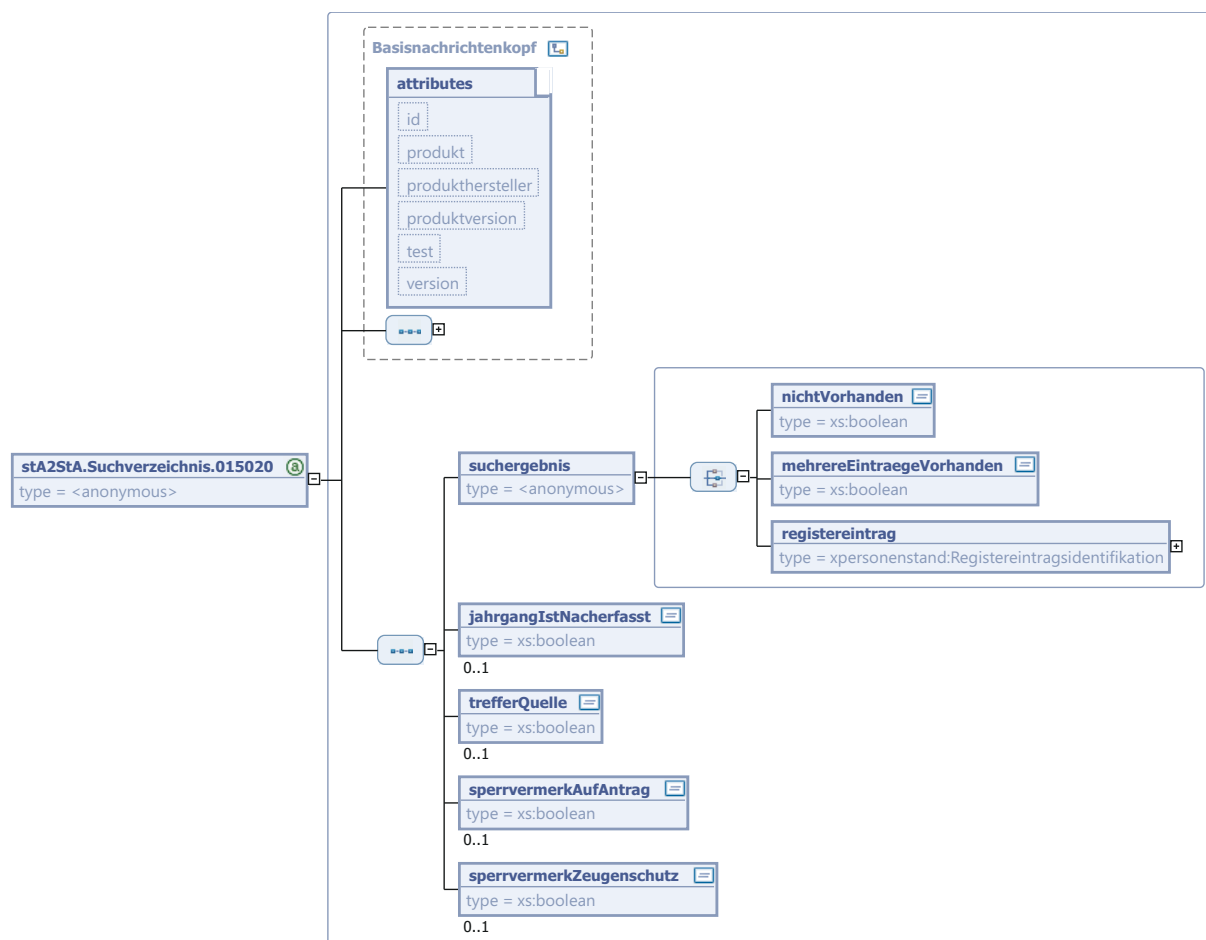 Basisnachrichtenkopf
attributes
id
produkt
produkthersteller
produktversion
test
version
stA2StA.Suchverzeichnis.015020
type = <anonymous>
suchergebnis
type = <anonymous>
nichtVorhanden
type = xs:boolean
mehrereEintraegeVorhanden
type = xs:boolean
registereintrag
type = xpersonenstand:Registereintragsidentifikation
jahrgangIstNacherfasst
type = xs:boolean
0..1
trefferQuelle
type = xs:boolean
0..1
sperrvermerkAufAntrag
type = xs:boolean
0..1
sperrvermerkZeugenschutz
type = xs:boolean
0..1